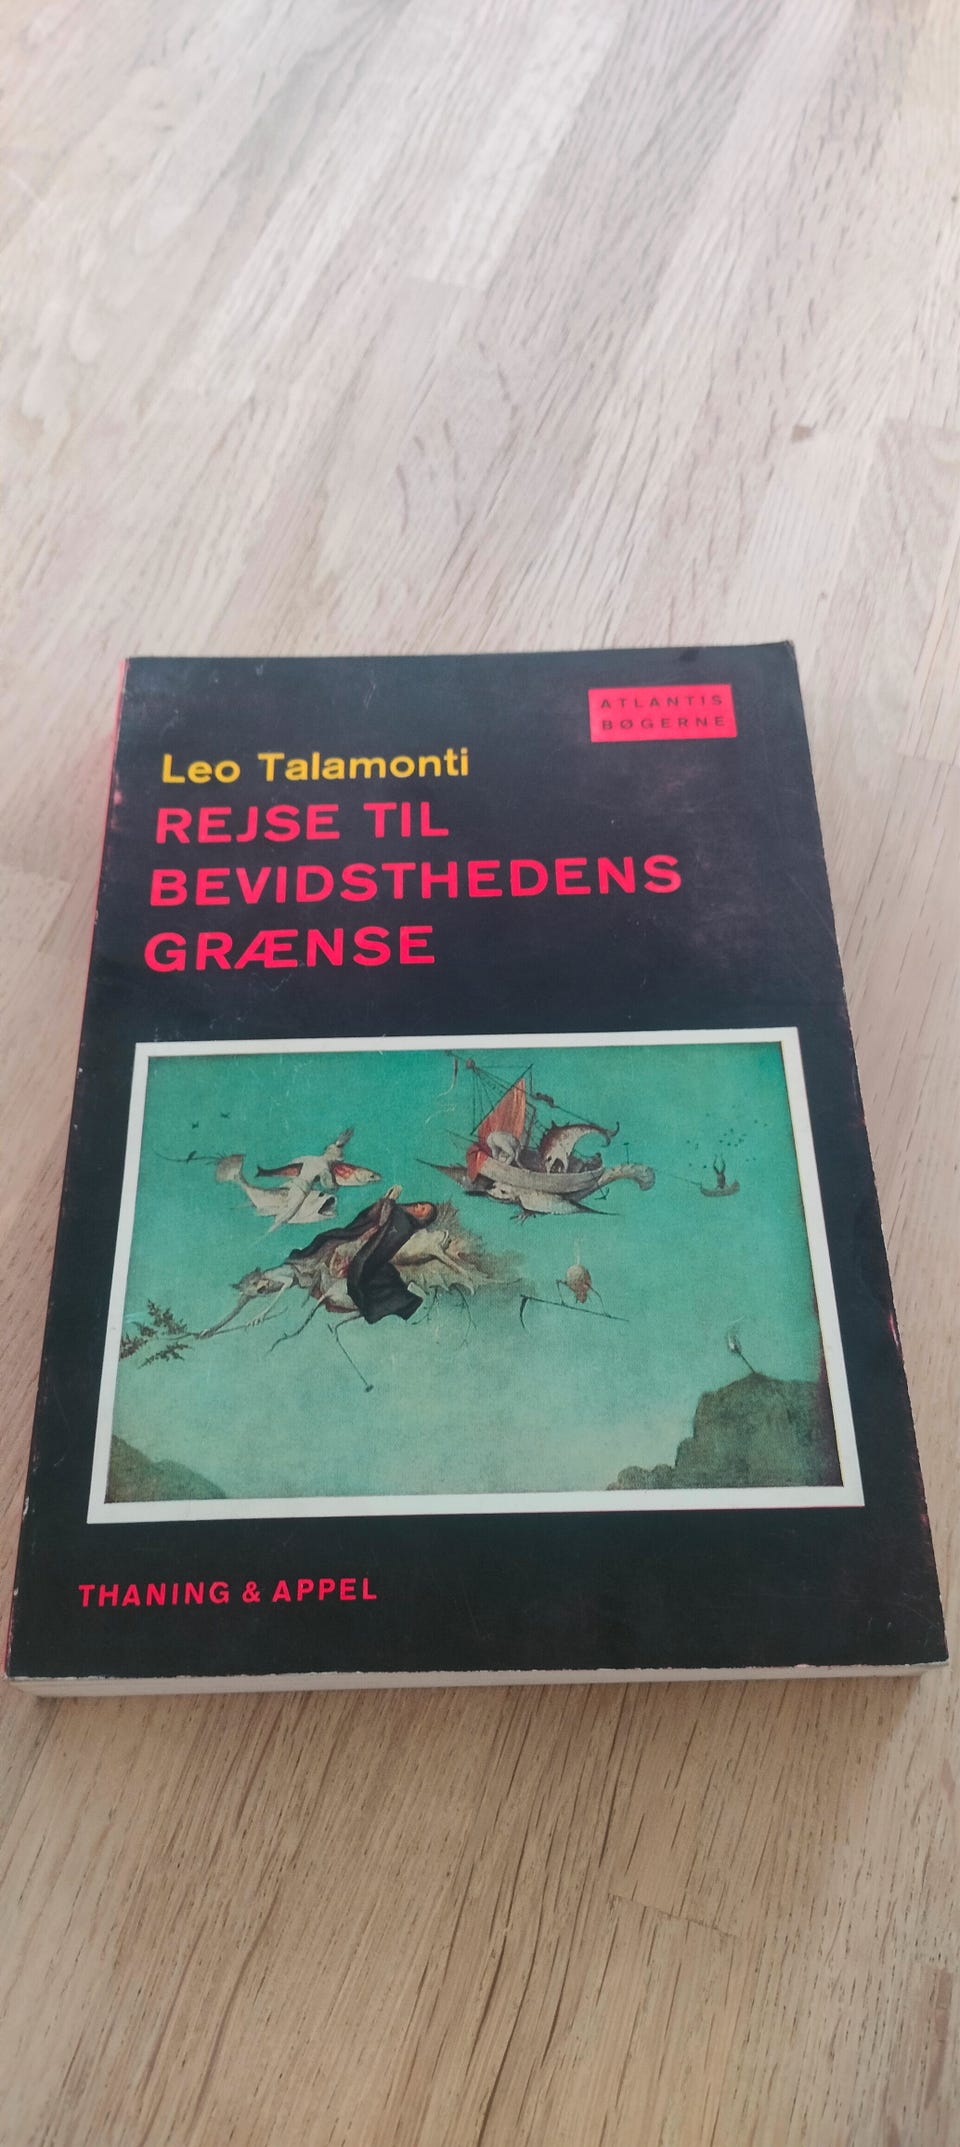 ATLANTIS
BØGERNE
Leo Talamonti
REJSE TIL
BEVIDSTHEDENS
GRÆNSE
THANING & APPEL